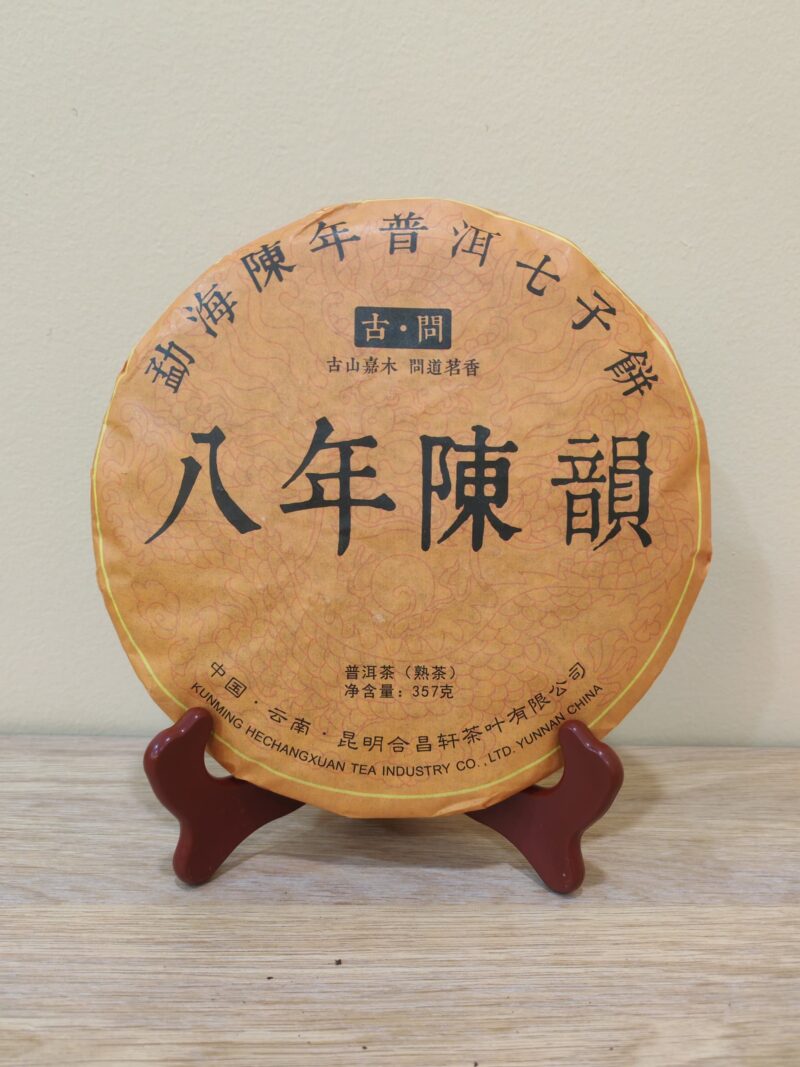 勐海陳年普洱七子餅
古·問
古山嘉木 問道茗香
八年陳韻
普洱茶（熟茶）
净含量：357克
中国·云南·昆明合昌轩茶叶有限公司
KUNMING HECHANGXUAN TEA INDUSTRY CO.,LTD.YUNNAN CHINA